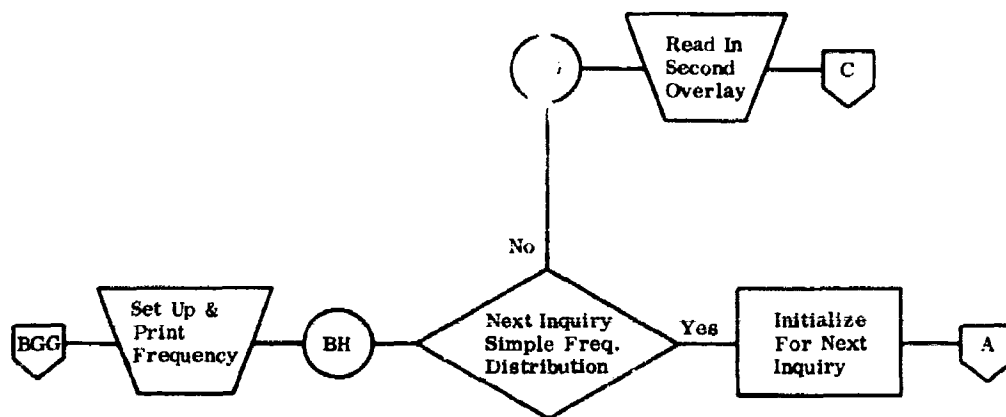 Read In
Second
Overlay
C
No
BGG
Set Up &
Print
Frequency
BH
Next Inquiry
Simple Freq.
Distribution
Yes
Initialize
For Next
Inquiry
A